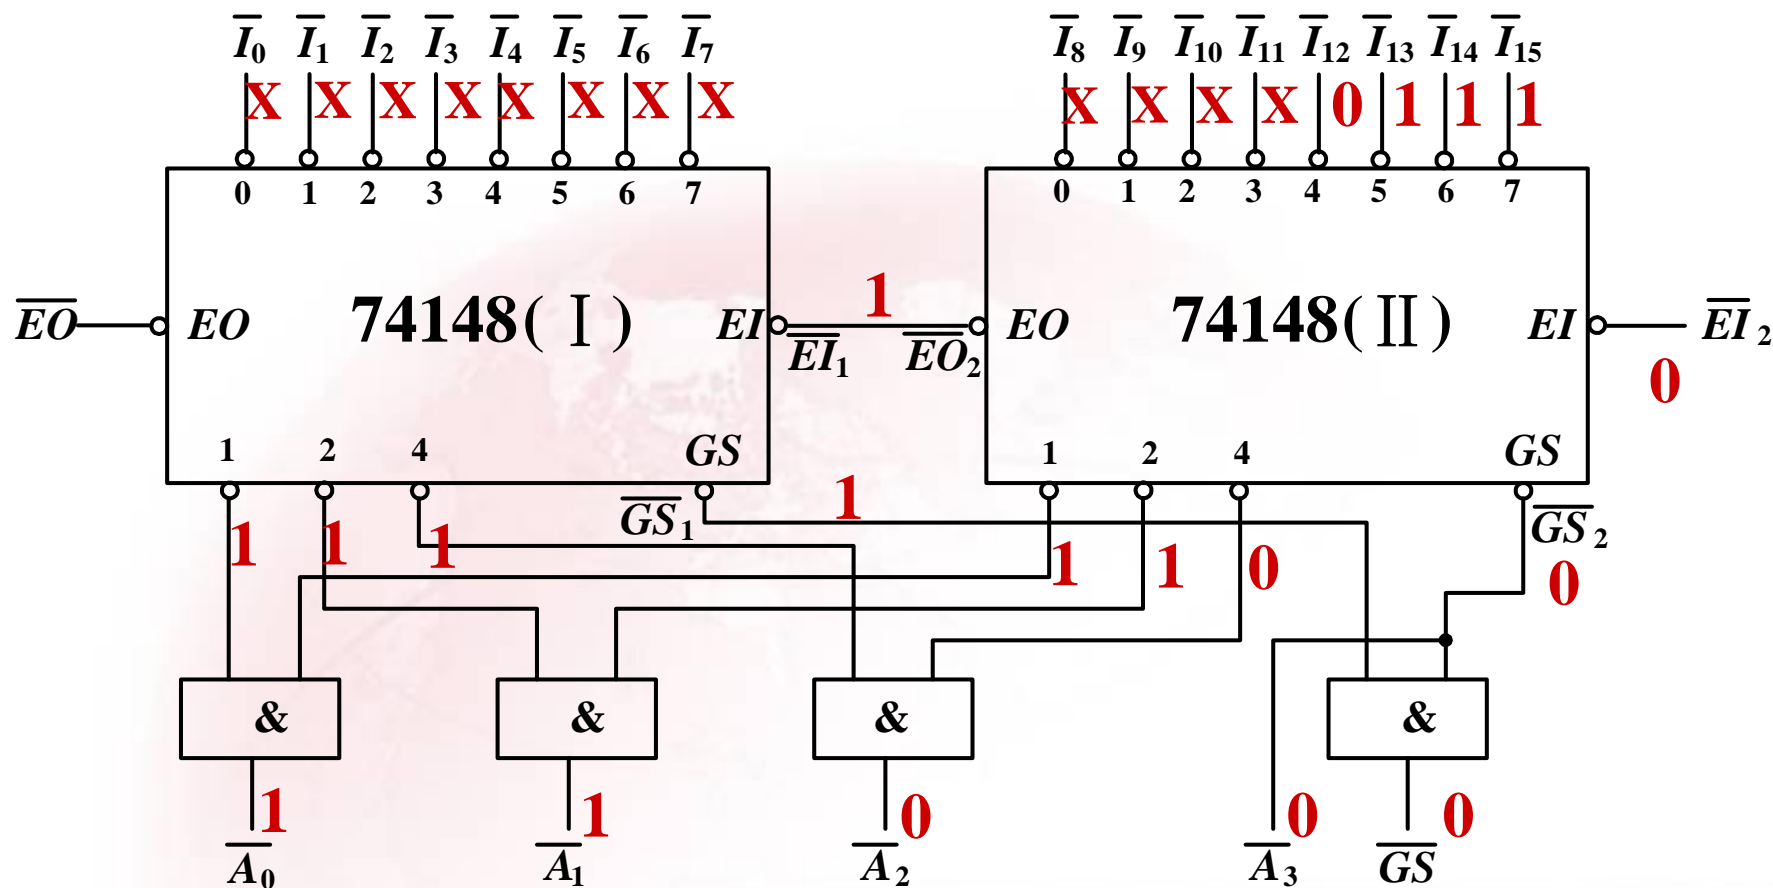 I̅0 I̅1 I̅2 I̅3 I̅4 I̅5 I̅6 I̅7 I̅8 I̅9 I̅10 I̅11 I̅12 I̅13 I̅14 I̅15
X X X X X X X X X X X X 0 1 1 1
0 1 2 3 4 5 6 7 0 1 2 3 4 5 6 7
1
E̅O̅ EO 74148(Ⅰ) EI EO 74148(Ⅱ) EI E̅I̅2
E̅I̅1 E̅O̅2
0
1 2 4 GS 1 2 4 GS
1
G̅S̅1 G̅S̅2
1 1 1 1 1 0 0
& & & &
1 1 0 0 0
A̅0 A̅1 A̅2 A̅3 G̅S̅